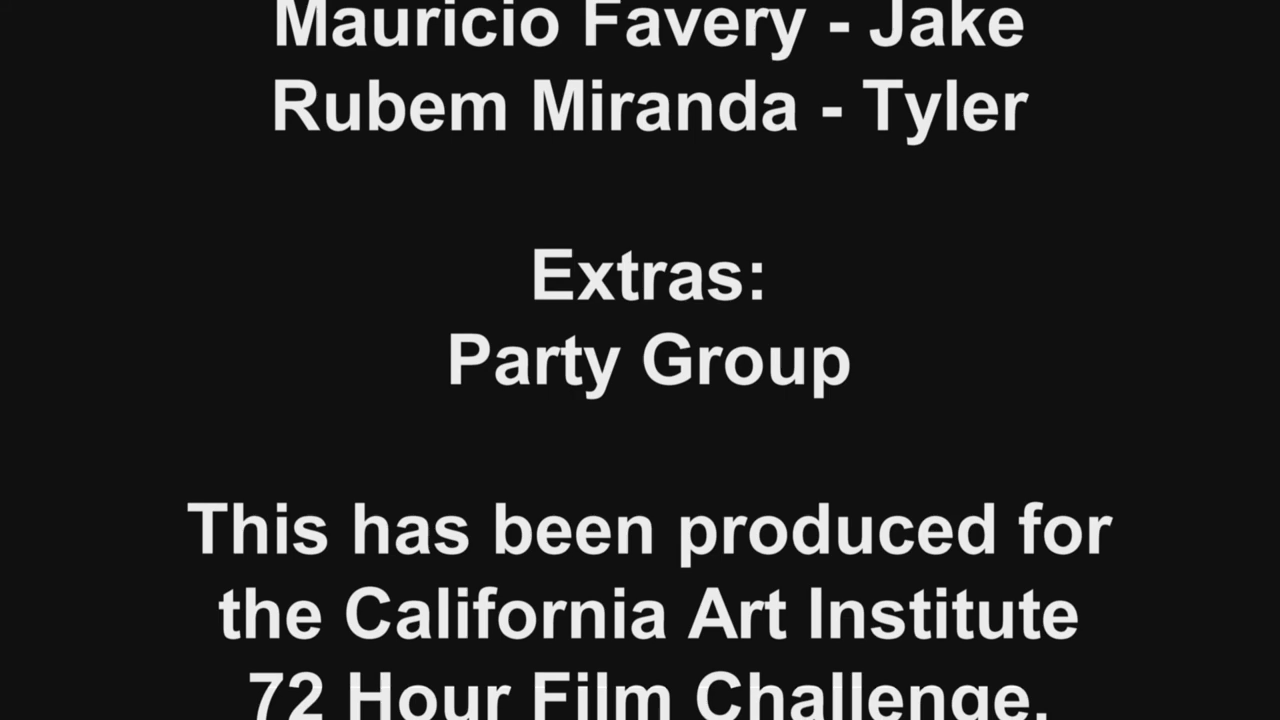 Mauricio Favery - Jake
Rubem Miranda - Tyler
Extras:
Party Group
This has been produced for
the California Art Institute
72 Hour Film Challenge.